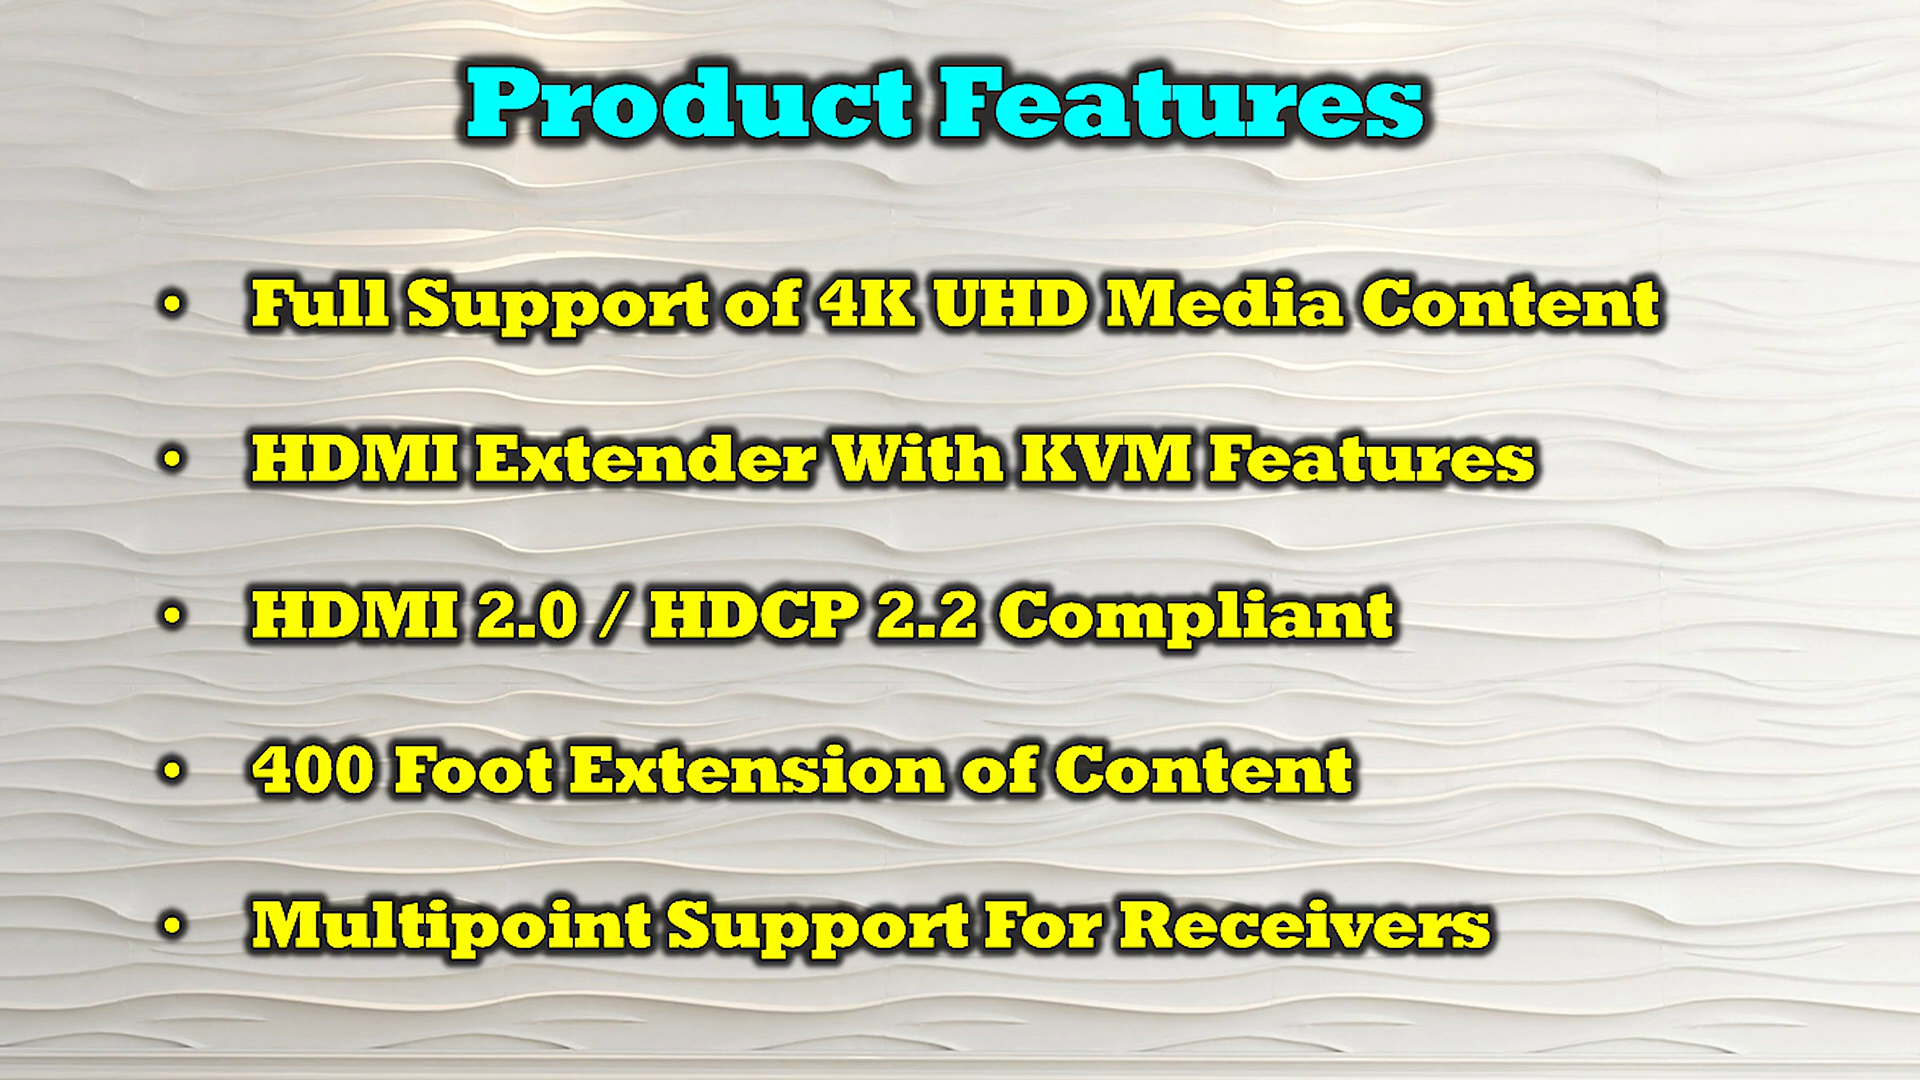 Product Features
• Full Support of 4K UHD Media Content
• HDMI Extender With KVM Features
• HDMI 2.0 / HDCP 2.2 Compliant
• 400 Foot Extension of Content
• Multipoint Support For Receivers